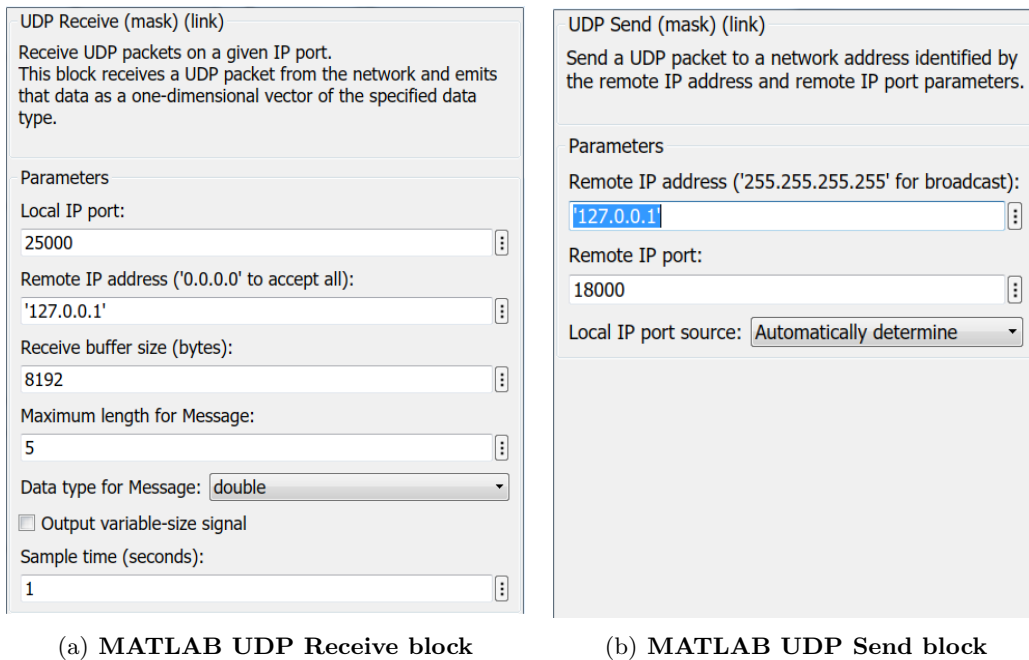 UDP Receive (mask) (link)
Receive UDP packets on a given IP port.
This block receives a UDP packet from the network and emits
that data as a one-dimensional vector of the specified data
type.
Parameters
Local IP port:
25000
Remote IP address ('0.0.0.0' to accept all):
'127.0.0.1'
Receive buffer size (bytes):
8192
Maximum length for Message:
5
Data type for Message: double
Output variable-size signal
Sample time (seconds):
1
(a) MATLAB UDP Receive block
UDP Send (mask) (link)
Send a UDP packet to a network address identified by
the remote IP address and remote IP port parameters.
Parameters
Remote IP address ('255.255.255.255' for broadcast):
'127.0.0.1'
Remote IP port:
18000
Local IP port source: Automatically determine
(b) MATLAB UDP Send block